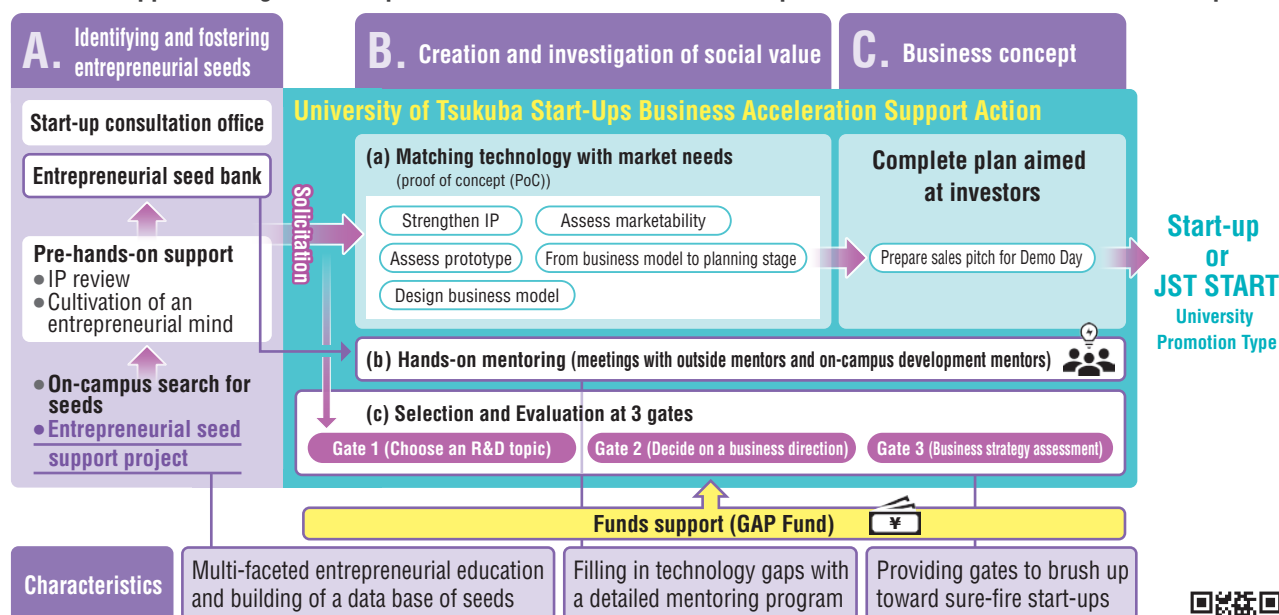 A. Identifying and fostering
entrepreneurial seeds
B. Creation and investigation of social value
C. Business concept
Start-up consultation office
Entrepreneurial seed bank
Pre-hands-on support
● IP review
● Cultivation of an
entrepreneurial mind
● On-campus search for
seeds
● Entrepreneurial seed
support project
University of Tsukuba Start-Ups Business Acceleration Support Action
Solicitation
(a) Matching technology with market needs
(proof of concept (PoC))
Strengthen IP
Assess marketability
Assess prototype
From business model to planning stage
Design business model
Complete plan aimed
at investors
Prepare sales pitch for Demo Day
(b) Hands-on mentoring (meetings with outside mentors and on-campus development mentors)
(c) Selection and Evaluation at 3 gates
Gate 1 (Choose an R&D topic)
Gate 2 (Decide on a business direction)
Gate 3 (Business strategy assessment)
Start-up
or
JST START
University
Promotion Type
Funds support (GAP Fund)
¥
Characteristics
Multi-faceted entrepreneurial education
and building of a data base of seeds
Filling in technology gaps with
a detailed mentoring program
Providing gates to brush up
toward sure-fire start-ups